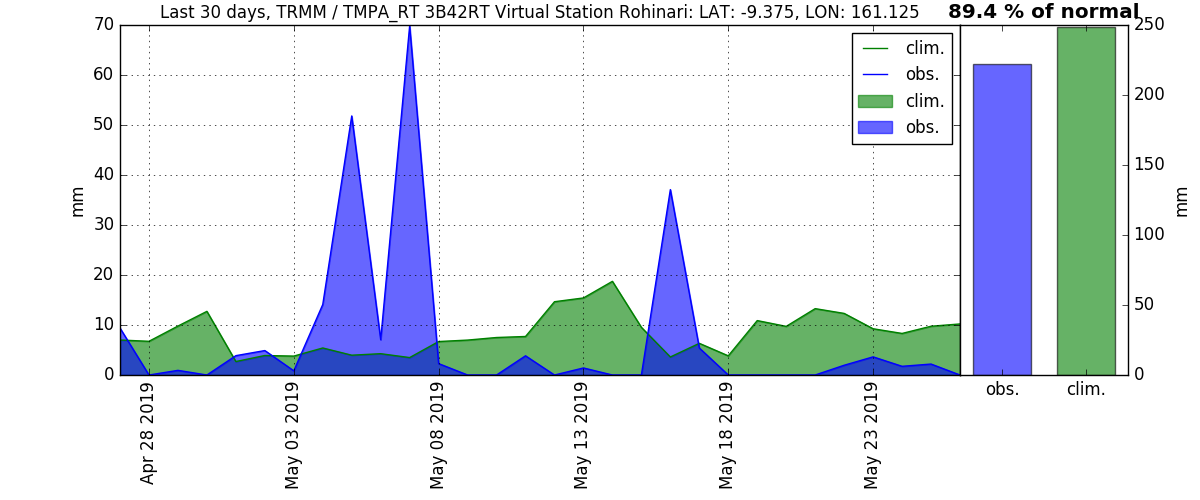 Last 30 days, TRMM / TMPA_RT 3B42RT Virtual Station Rohinari: LAT: -9.375, LON: 161.125
89.4 % of normal
70
60
50
40
30
20
10
0
mm
clim.
obs.
clim.
obs.
Apr 28 2019
May 03 2019
May 08 2019
May 13 2019
May 18 2019
May 23 2019
250
200
150
100
50
0
mm
obs.
clim.